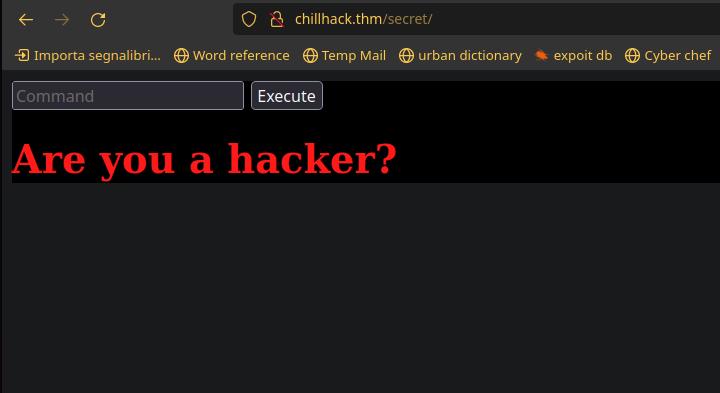 chillhack.thm/secret/
Importa segnalibri... Word reference Temp Mail urban dictionary expoit db Cyber chef
Command Execute
Are you a hacker?